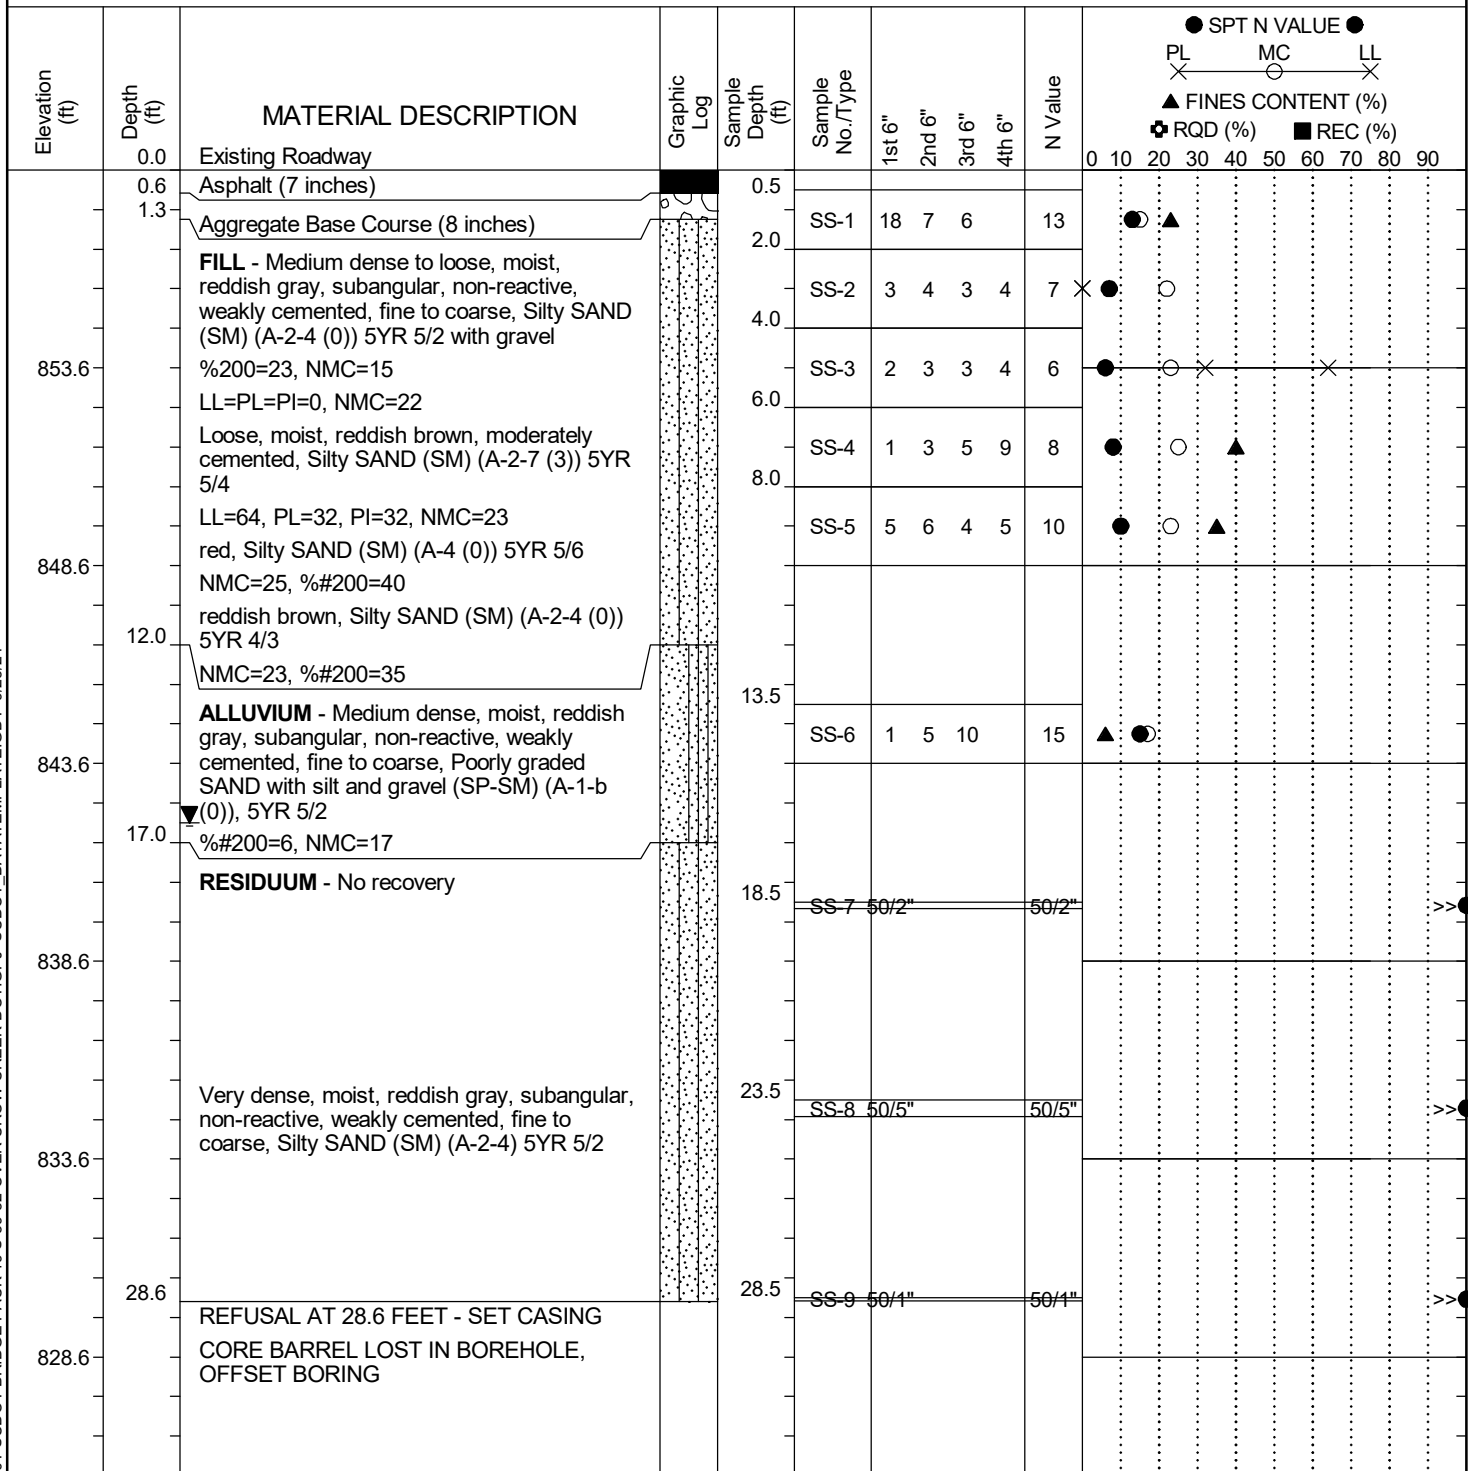 Elevation (ft)
Depth (ft)
MATERIAL DESCRIPTION
Graphic Log
Sample Depth (ft)
Sample No./Type
1st 6"
2nd 6"
3rd 6"
4th 6"
N Value
● SPT N VALUE ●
PL MC LL
▲ FINES CONTENT (%)
RQD (%) ■ REC (%)
0 10 20 30 40 50 60 70 80 90
0.0 Existing Roadway
0.6 Asphalt (7 inches) 0.5
1.3 Aggregate Base Course (8 inches)
SS-1 18 7 6 13
2.0
FILL - Medium dense to loose, moist,
reddish gray, subangular, non-reactive,
weakly cemented, fine to coarse, Silty SAND
(SM) (A-2-4 (0)) 5YR 5/2 with gravel
SS-2 3 4 3 4 7
4.0
853.6 %200=23, NMC=15
SS-3 2 3 3 4 6
LL=PL=PI=0, NMC=22
6.0
Loose, moist, reddish brown, moderately
cemented, Silty SAND (SM) (A-2-7 (3)) 5YR
5/4
SS-4 1 3 5 9 8
8.0
LL=64, PL=32, PI=32, NMC=23
SS-5 5 6 4 5 10
red, Silty SAND (SM) (A-4 (0)) 5YR 5/6
848.6
NMC=25, %#200=40
reddish brown, Silty SAND (SM) (A-2-4 (0))
5YR 4/3
12.0
NMC=23, %#200=35
13.5
ALLUVIUM - Medium dense, moist, reddish
gray, subangular, non-reactive, weakly
cemented, fine to coarse, Poorly graded
SAND with silt and gravel (SP-SM) (A-1-b
(0)), 5YR 5/2
SS-6 1 5 10 15
843.6
17.0 %#200=6, NMC=17
RESIDUUM - No recovery
18.5
SS-7 50/2" 50/2" >>
838.6
23.5
Very dense, moist, reddish gray, subangular,
non-reactive, weakly cemented, fine to
coarse, Silty SAND (SM) (A-2-4) 5YR 5/2
SS-8 50/5" 50/5" >>
833.6
28.6 28.5
SS-9 50/1" 50/1" >>
REFUSAL AT 28.6 FEET - SET CASING
828.6
CORE BARREL LOST IN BOREHOLE,
OFFSET BORING